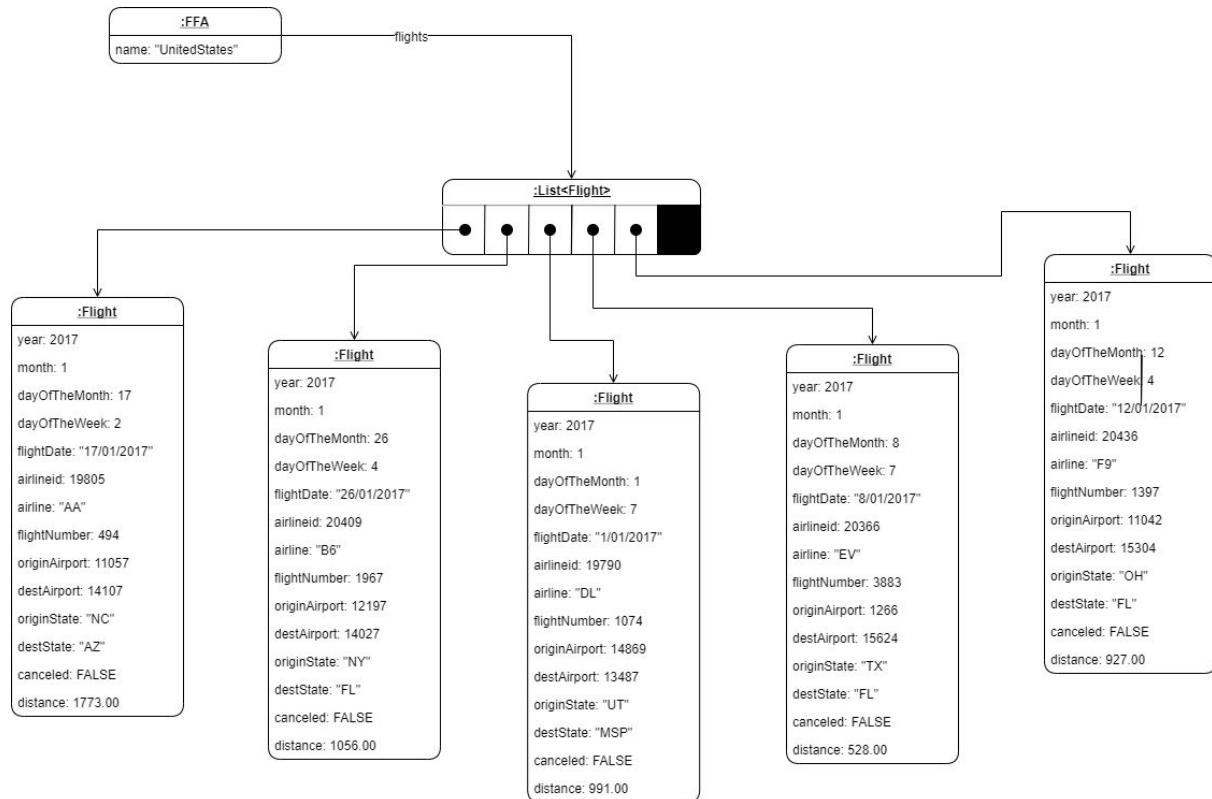 :FFA
name: "UnitedStates"
flights
:List<Flight>
:Flight
year: 2017
month: 1
dayOfTheMonth: 17
dayOfTheWeek: 2
flightDate: "17/01/2017"
airlineid: 19805
airline: "AA"
flightNumber: 494
originAirport: 11057
destAirport: 14107
originState: "NC"
destState: "AZ"
canceled: FALSE
distance: 1773.00
:Flight
year: 2017
month: 1
dayOfTheMonth: 26
dayOfTheWeek: 4
flightDate: "26/01/2017"
airlineid: 20409
airline: "B6"
flightNumber: 1967
originAirport: 12197
destAirport: 14027
originState: "NY"
destState: "FL"
canceled: FALSE
distance: 1056.00
:Flight
year: 2017
month: 1
dayOfTheMonth: 1
dayOfTheWeek: 7
flightDate: "1/01/2017"
airlineid: 19790
airline: "DL"
flightNumber: 1074
originAirport: 14869
destAirport: 13487
originState: "UT"
destState: "MSP"
canceled: FALSE
distance: 991.00
:Flight
year: 2017
month: 1
dayOfTheMonth: 8
dayOfTheWeek: 7
flightDate: "8/01/2017"
airlineid: 20366
airline: "EV"
flightNumber: 3883
originAirport: 1266
destAirport: 15624
originState: "TX"
destState: "FL"
canceled: FALSE
distance: 528.00
:Flight
year: 2017
month: 1
dayOfTheMonth: 12
dayOfTheWeek: 4
flightDate: "12/01/2017"
airlineid: 20436
airline: "F9"
flightNumber: 1397
originAirport: 11042
destAirport: 15304
originState: "OH"
destState: "FL"
canceled: FALSE
distance: 927.00